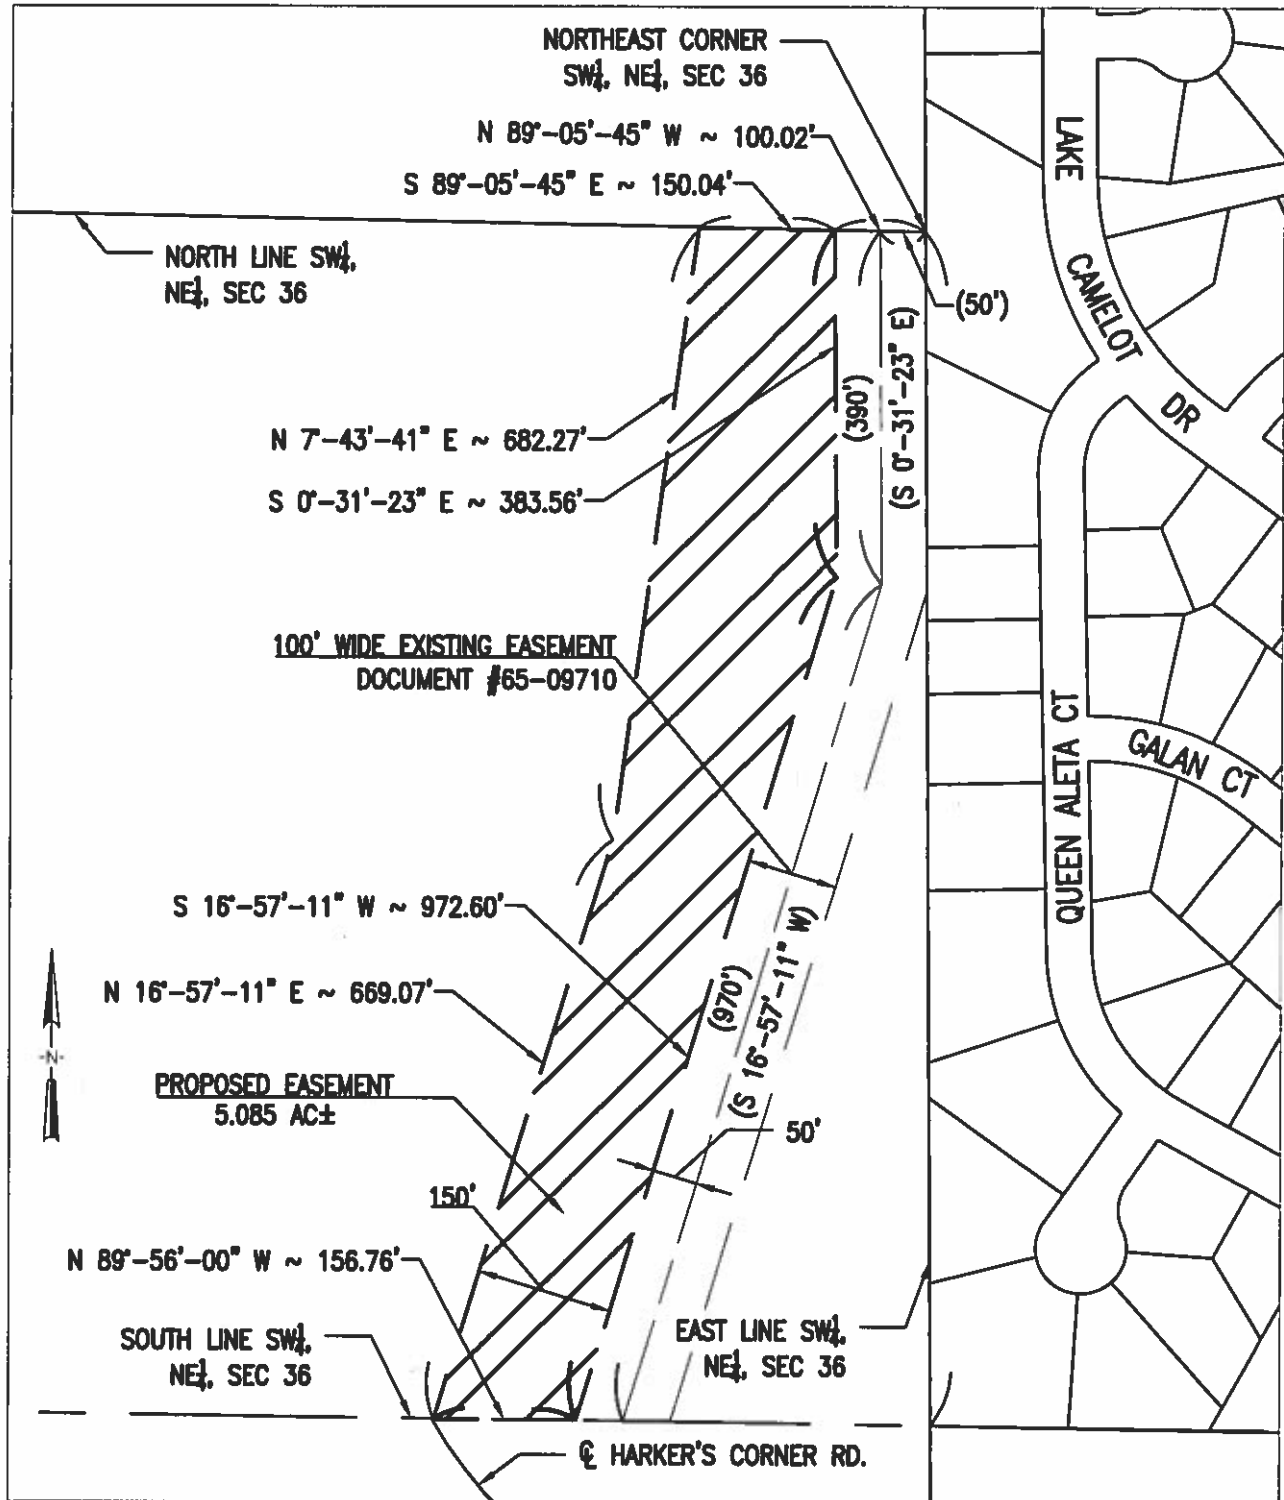 NORTHEAST CORNER
SW¼, NE¼, SEC 36
N 89°-05'-45" W ~ 100.02'
S 89°-05'-45" E ~ 150.04'
NORTH LINE SW¼,
NE¼, SEC 36
(50')
LAKE
CAMELOT
DR
(390')
(S 0°-31'-23" E)
N 7°-43'-41" E ~ 682.27'
S 0°-31'-23" E ~ 383.56'
100' WIDE EXISTING EASEMENT
DOCUMENT #65-09710
QUEEN ALETA CT
GALAN CT
S 16°-57'-11" W ~ 972.60'
(970')
(S 16°-57'-11" W)
N 16°-57'-11" E ~ 669.07'
-N-
PROPOSED EASEMENT
5.085 AC±
50'
150'
N 89°-56'-00" W ~ 156.76'
SOUTH LINE SW¼,
NE¼, SEC 36
EAST LINE SW¼,
NE¼, SEC 36
℄ HARKER'S CORNER RD.